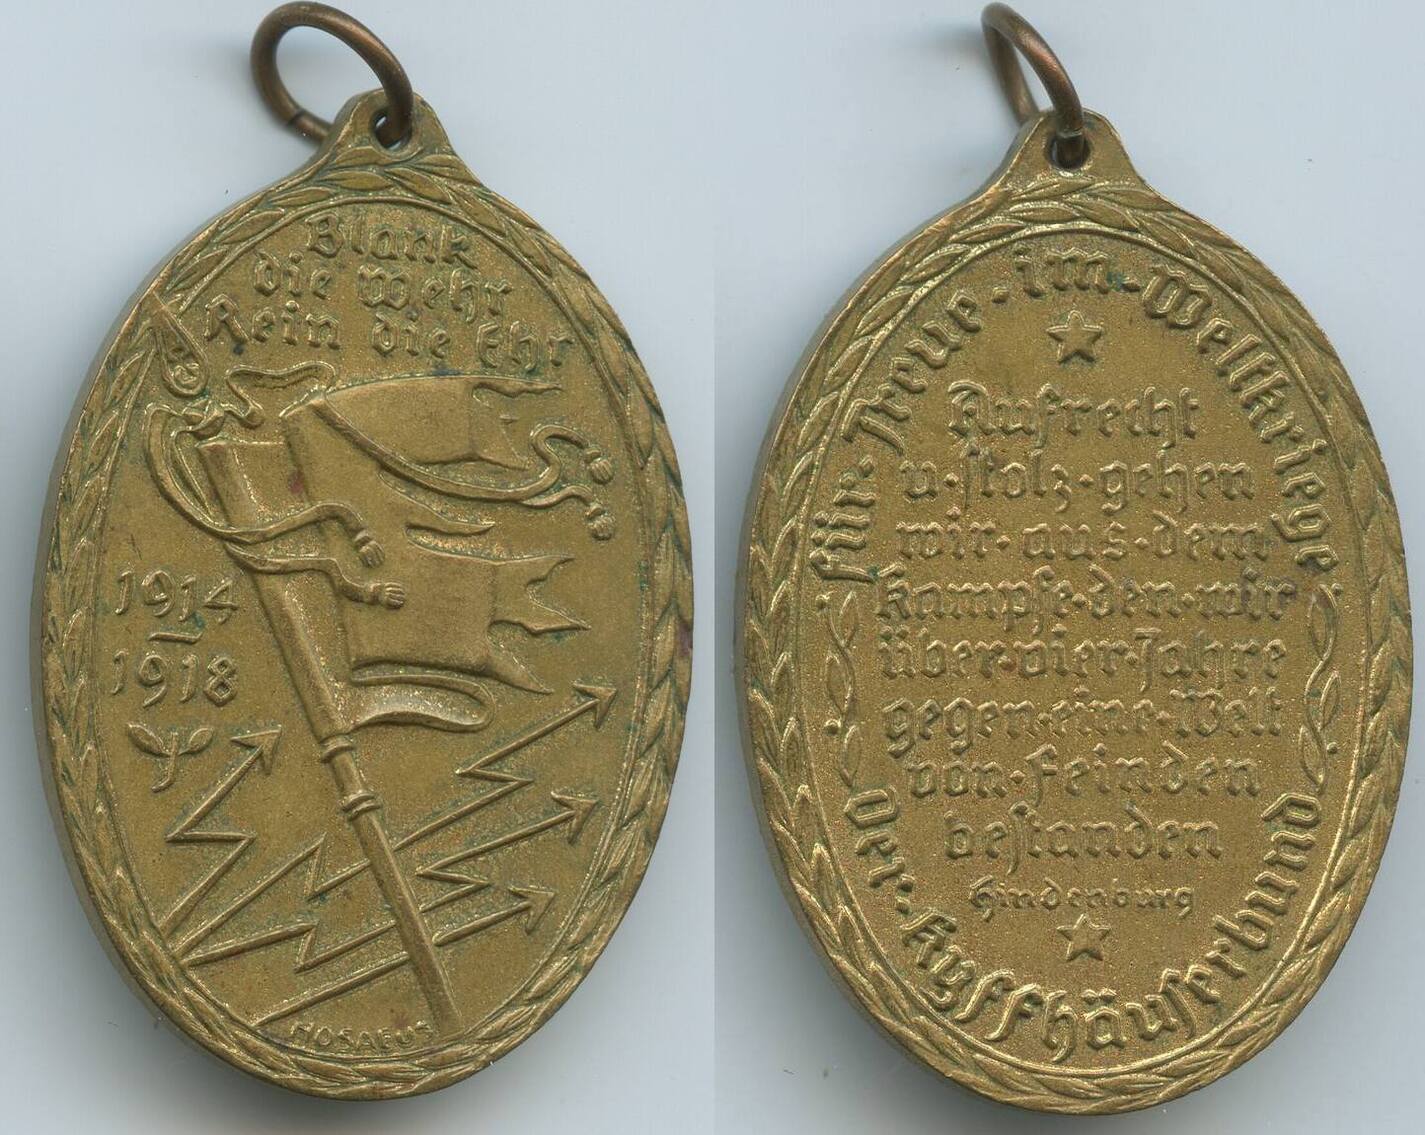 Blank
die Wehr
Rein die Ehr
1914
1918
HOSAEUS
für · Treue · im · Weltkriege
Aufrecht
u · stolz · gehen
wir · aus · dem
Kampfe · den · wir
über · vier · Jahre
gegen · eine · Welt
von · Feinden
bestanden
Hindenburg
Der · Kyffhäuserbund